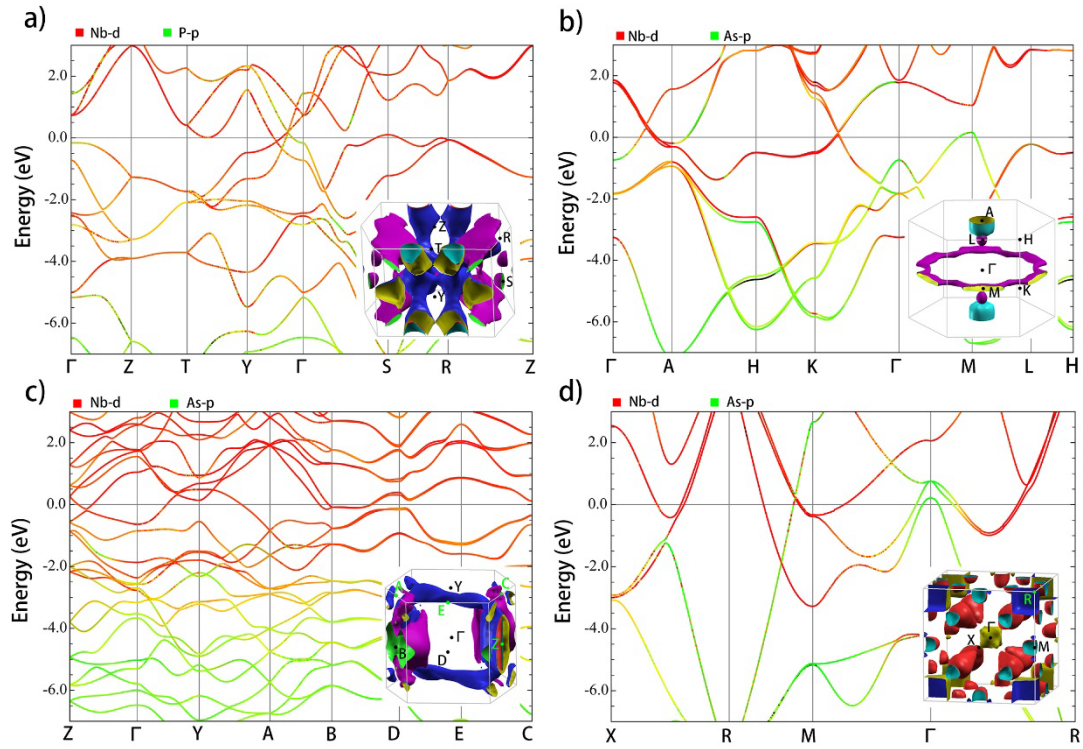 a)
Nb-d P-p
Energy (eV)
2.0
0.0
-2.0
-4.0
-6.0
Z
T
R
S
Y
Γ Z T Y Γ S R Z
b)
Nb-d As-p
Energy (eV)
2.0
0.0
-2.0
-4.0
-6.0
A
L H
Γ
M K
Γ A H K Γ M L H
c)
Nb-d As-p
Energy (eV)
2.0
0.0
-2.0
-4.0
-6.0
A Y C
E
Γ
B D Z
Z Γ Y A B D E C
d)
Nb-d As-p
Energy (eV)
2.0
0.0
-2.0
-4.0
-6.0
R
Γ
X M
X R M Γ R